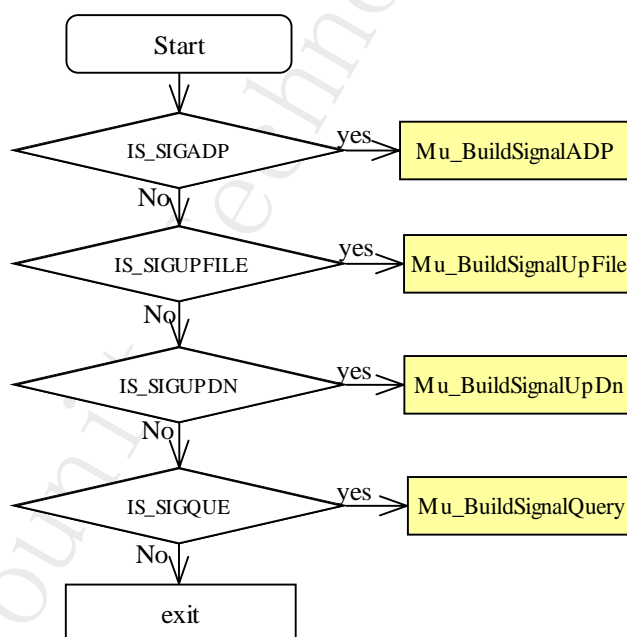 Start
IS_SIGADP
yes
Mu_BuildSignalADP
No
IS_SIGUPFILE
yes
Mu_BuildSignalUpFile
No
IS_SIGUPDN
yes
Mu_BuildSignalUpDn
No
IS_SIGQUE
yes
Mu_BuildSignalQuery
No
exit